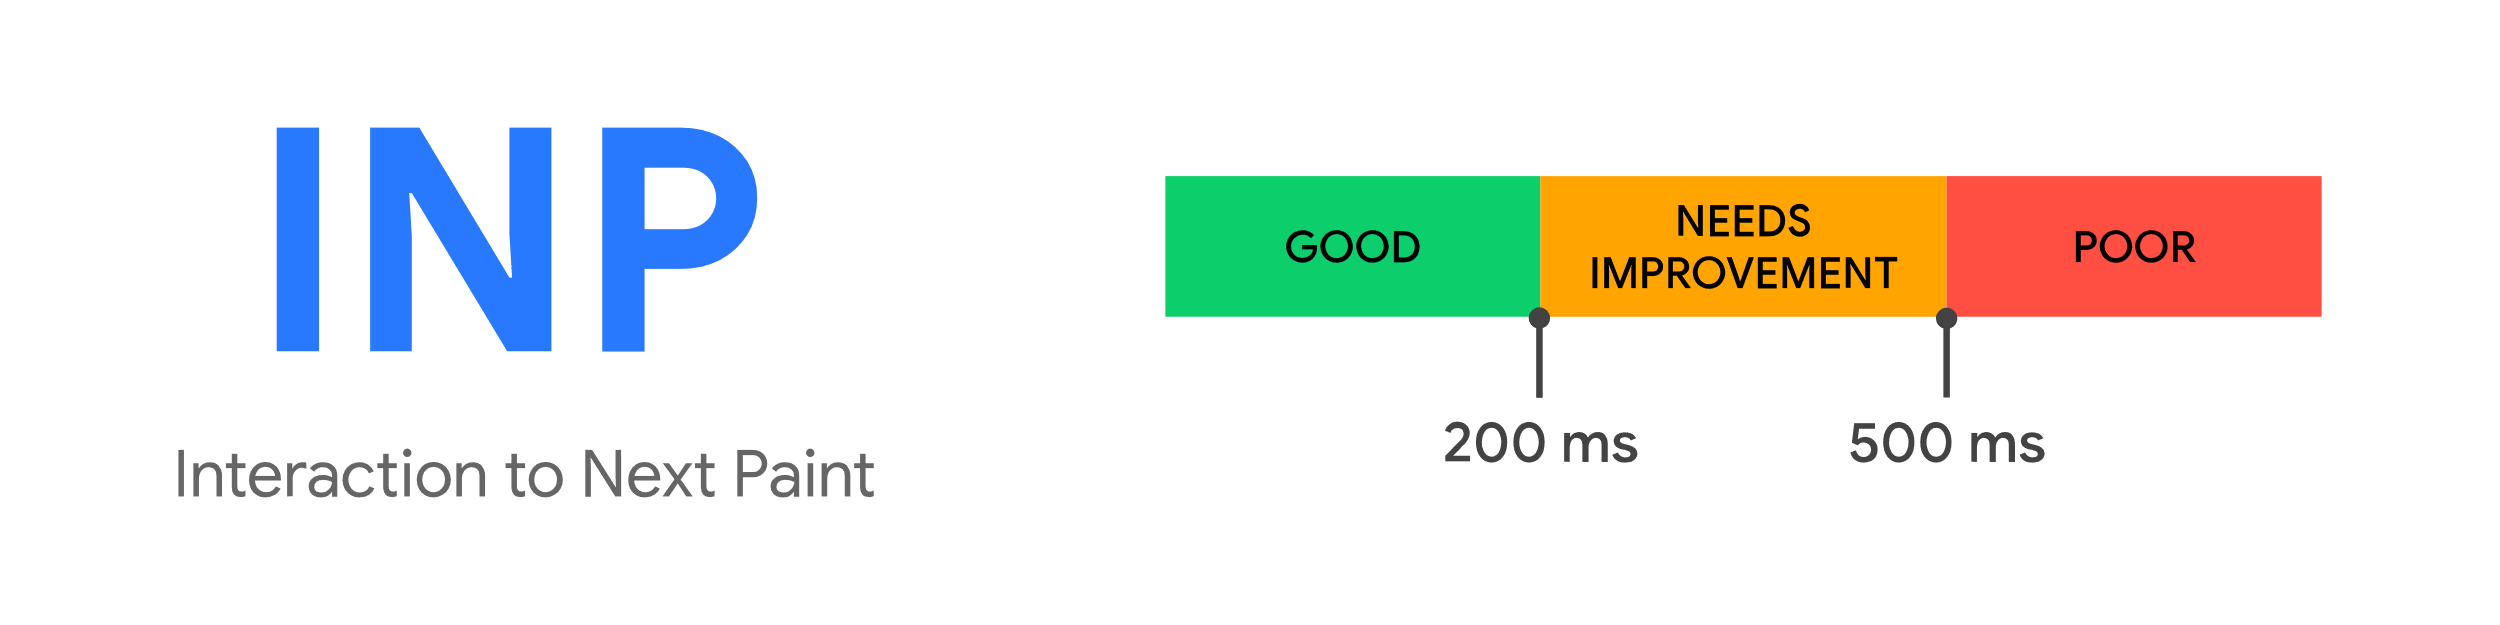 INP
Interaction to Next Paint
GOOD
NEEDS
IMPROVEMENT
POOR
200 ms
500 ms